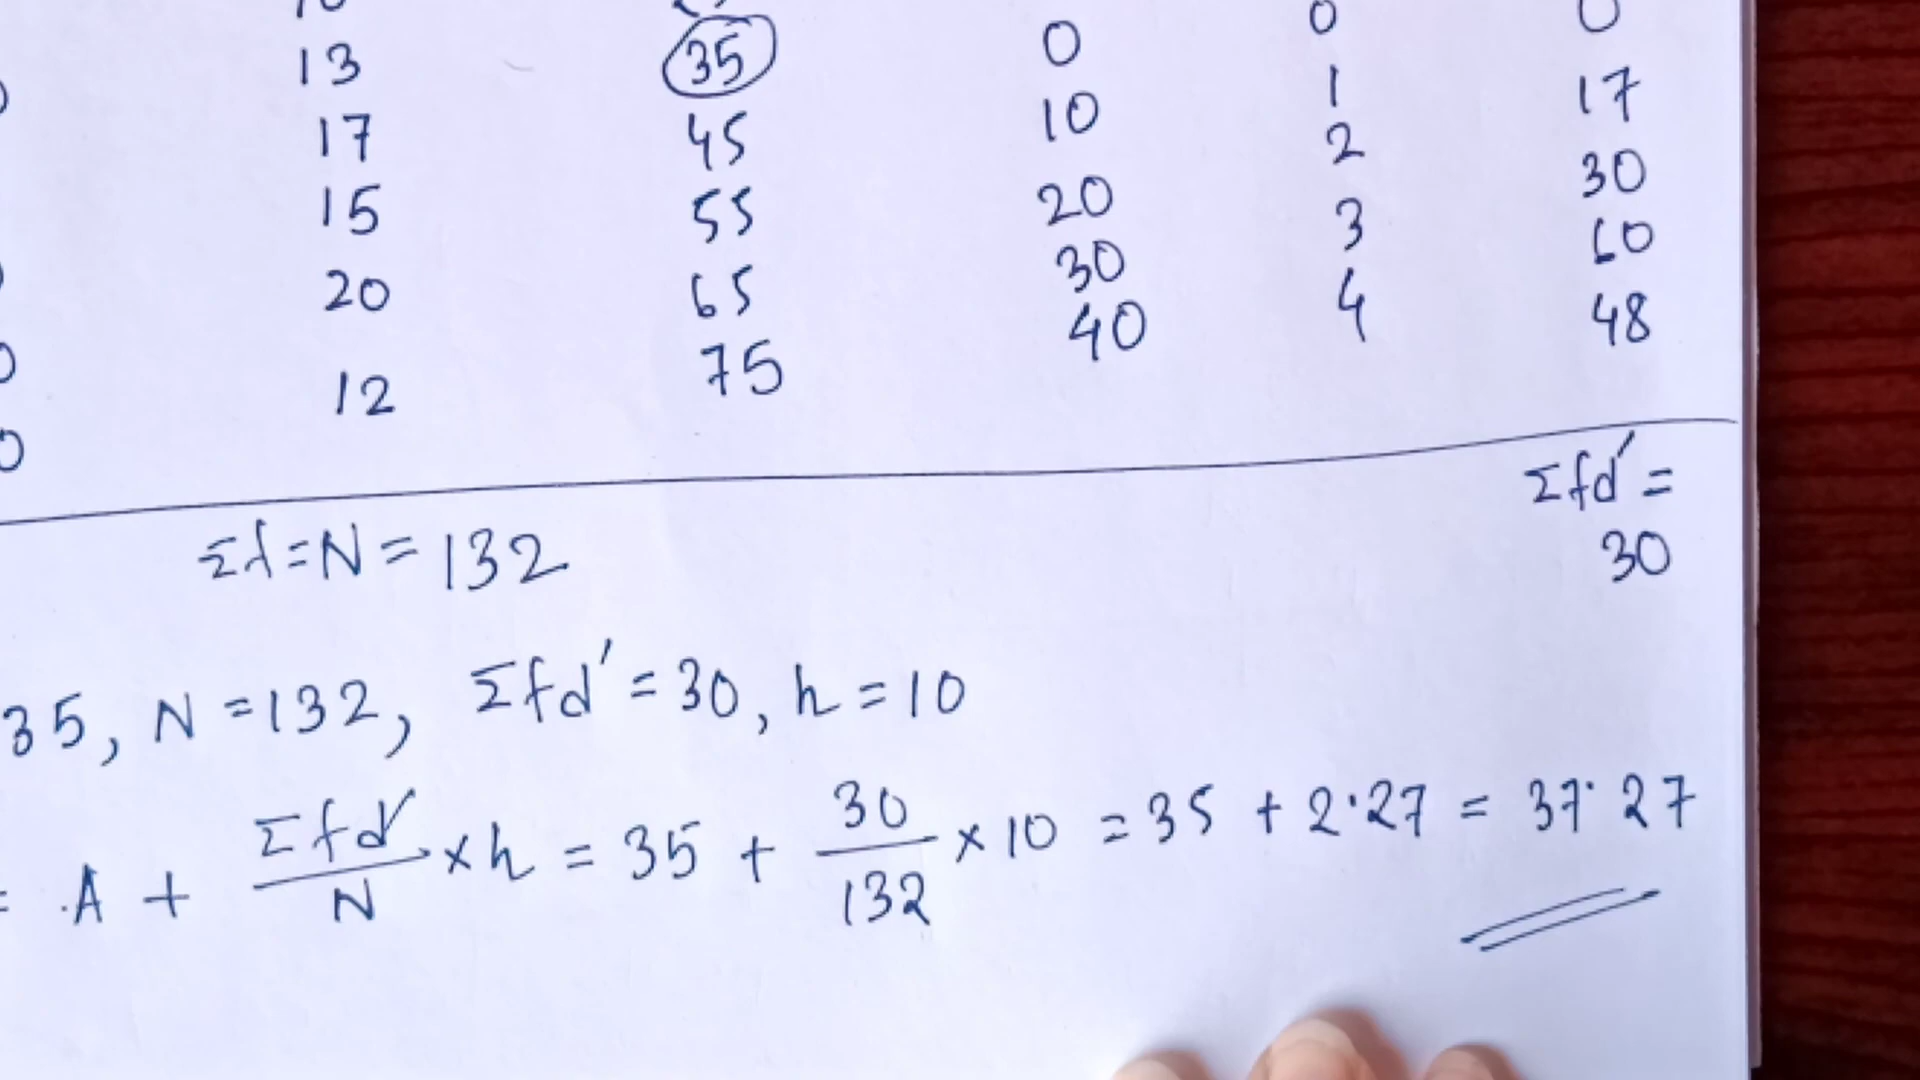 13 35 0 0 0
17 45 10 1 17
15 55 20 2 30
20 65 30 3 60
12 75 40 4 48
Σf=N=132 Σfd'= 30
35, N=132, Σfd'=30, h=10
= A + Σfd'/N ×h = 35 + 30/132 ×10 = 35 + 2·27 = 37·27